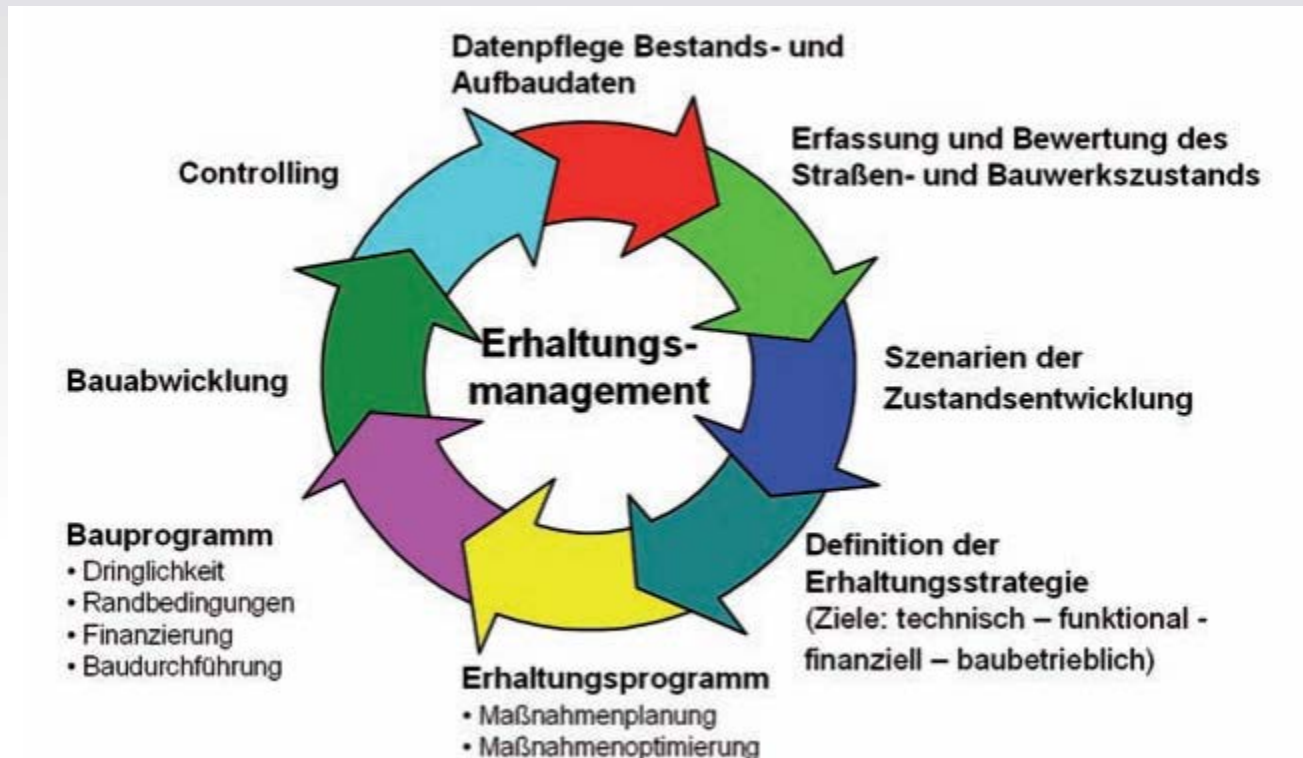 Datenpflege Bestands- und
Aufbaudaten
Erfassung und Bewertung des
Straßen- und Bauwerkszustands
Szenarien der
Zustandsentwicklung
Definition der
Erhaltungsstrategie
(Ziele: technisch – funktional -
finanziell – baubetrieblich)
Erhaltungsprogramm
• Maßnahmenplanung
• Maßnahmenoptimierung
Bauprogramm
• Dringlichkeit
• Randbedingungen
• Finanzierung
• Baudurchführung
Bauabwicklung
Controlling
Erhaltungs-
management